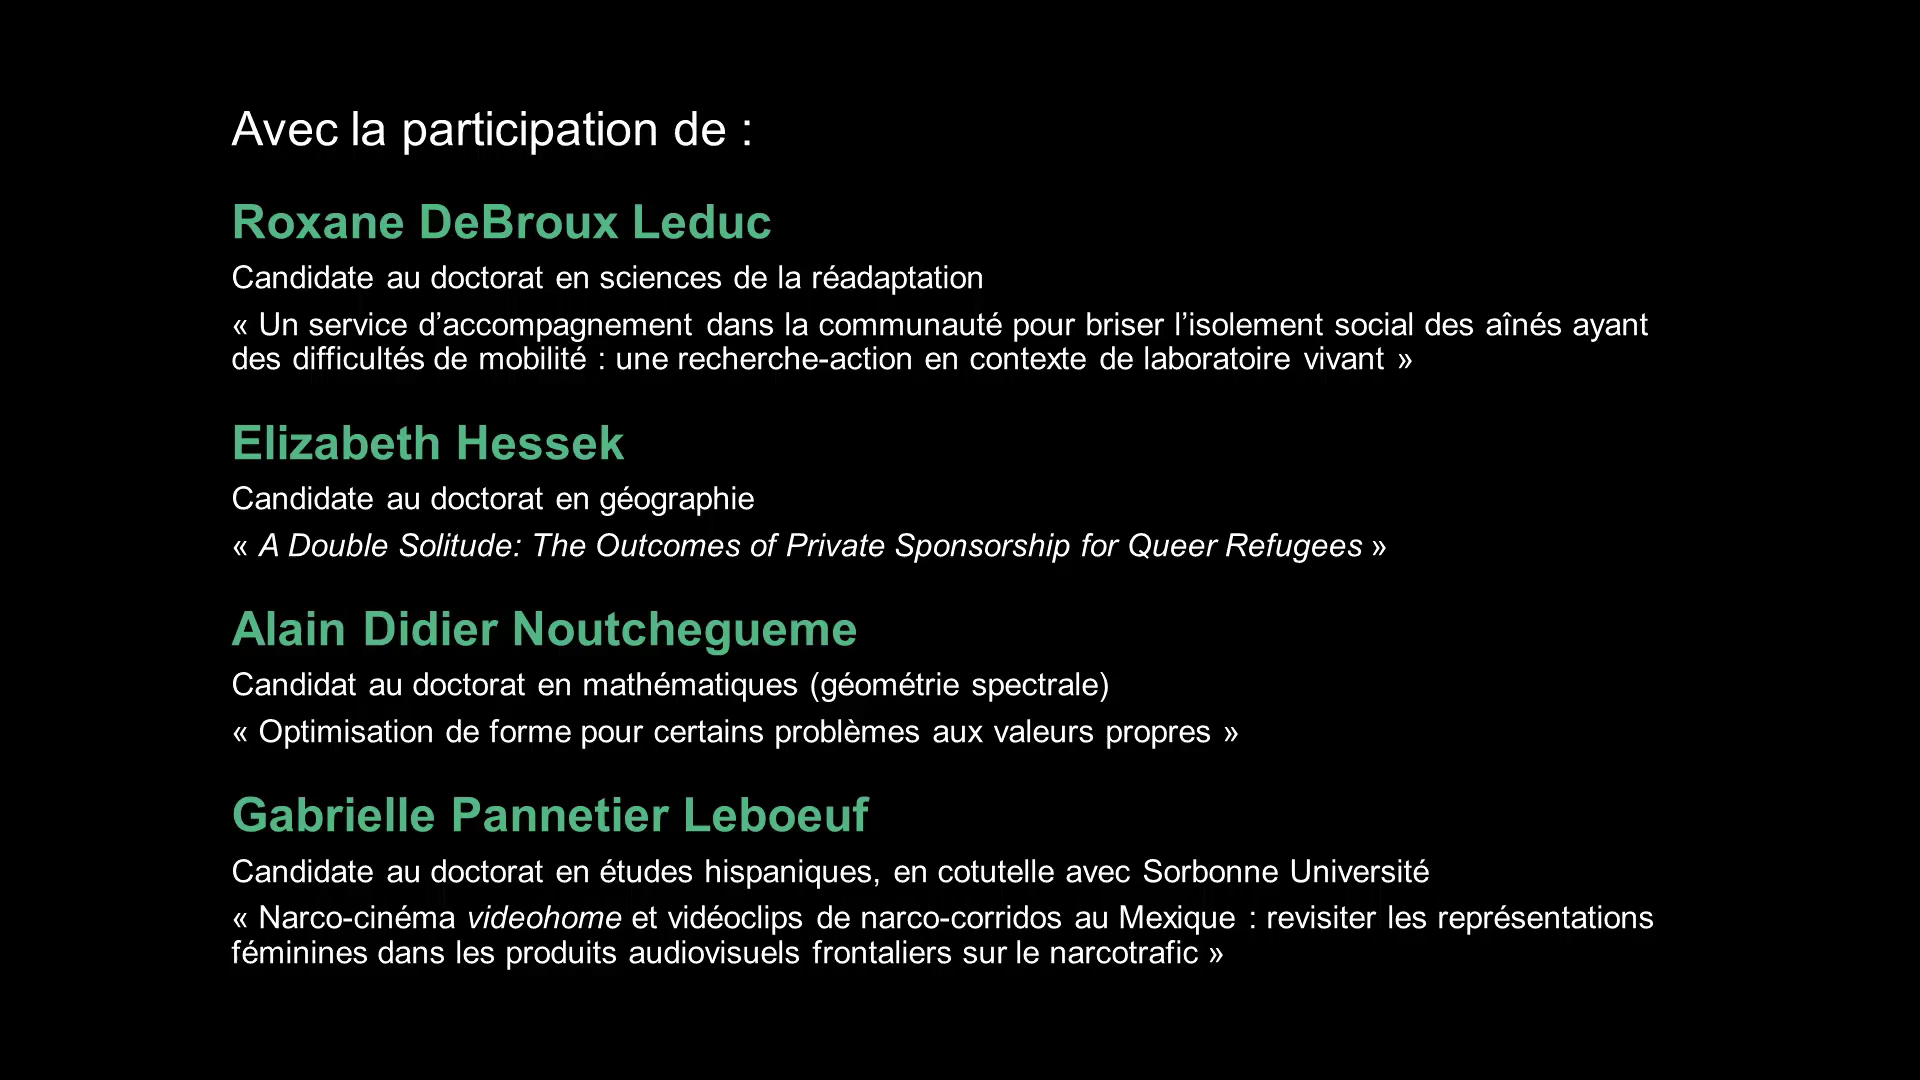 Avec la participation de :
Roxane DeBroux Leduc
Candidate au doctorat en sciences de la réadaptation
« Un service d’accompagnement dans la communauté pour briser l’isolement social des aînés ayant
des difficultés de mobilité : une recherche-action en contexte de laboratoire vivant »
Elizabeth Hessek
Candidate au doctorat en géographie
« A Double Solitude: The Outcomes of Private Sponsorship for Queer Refugees »
Alain Didier Noutchegueme
Candidat au doctorat en mathématiques (géométrie spectrale)
« Optimisation de forme pour certains problèmes aux valeurs propres »
Gabrielle Pannetier Leboeuf
Candidate au doctorat en études hispaniques, en cotutelle avec Sorbonne Université
« Narco-cinéma videohome et vidéoclips de narco-corridos au Mexique : revisiter les représentations
féminines dans les produits audiovisuels frontaliers sur le narcotrafic »